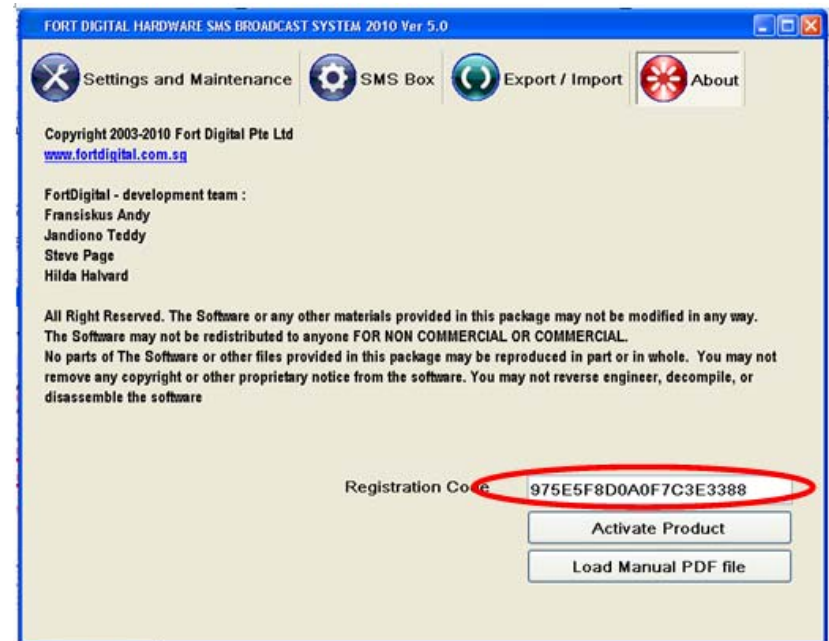 FORT DIGITAL HARDWARE SMS BROADCAST SYSTEM 2010 Ver 5.0
Settings and Maintenance SMS Box Export / Import About
Copyright 2003-2010 Fort Digital Pte Ltd
www.fortdigital.com.sg
FortDigital - development team :
Fransiskus Andy
Jandiono Teddy
Steve Page
Hilda Halvard
All Right Reserved. The Software or any other materials provided in this package may not be modified in any way.
The Software may not be redistributed to anyone FOR NON COMMERCIAL OR COMMERCIAL.
No parts of The Software or other files provided in this package may be reproduced in part or in whole. You may not
remove any copyright or other proprietary notice from the software. You may not reverse engineer, decompile, or
disassemble the software
Registration Code 975E5F8D0A0F7C3E3388
Activate Product
Load Manual PDF file